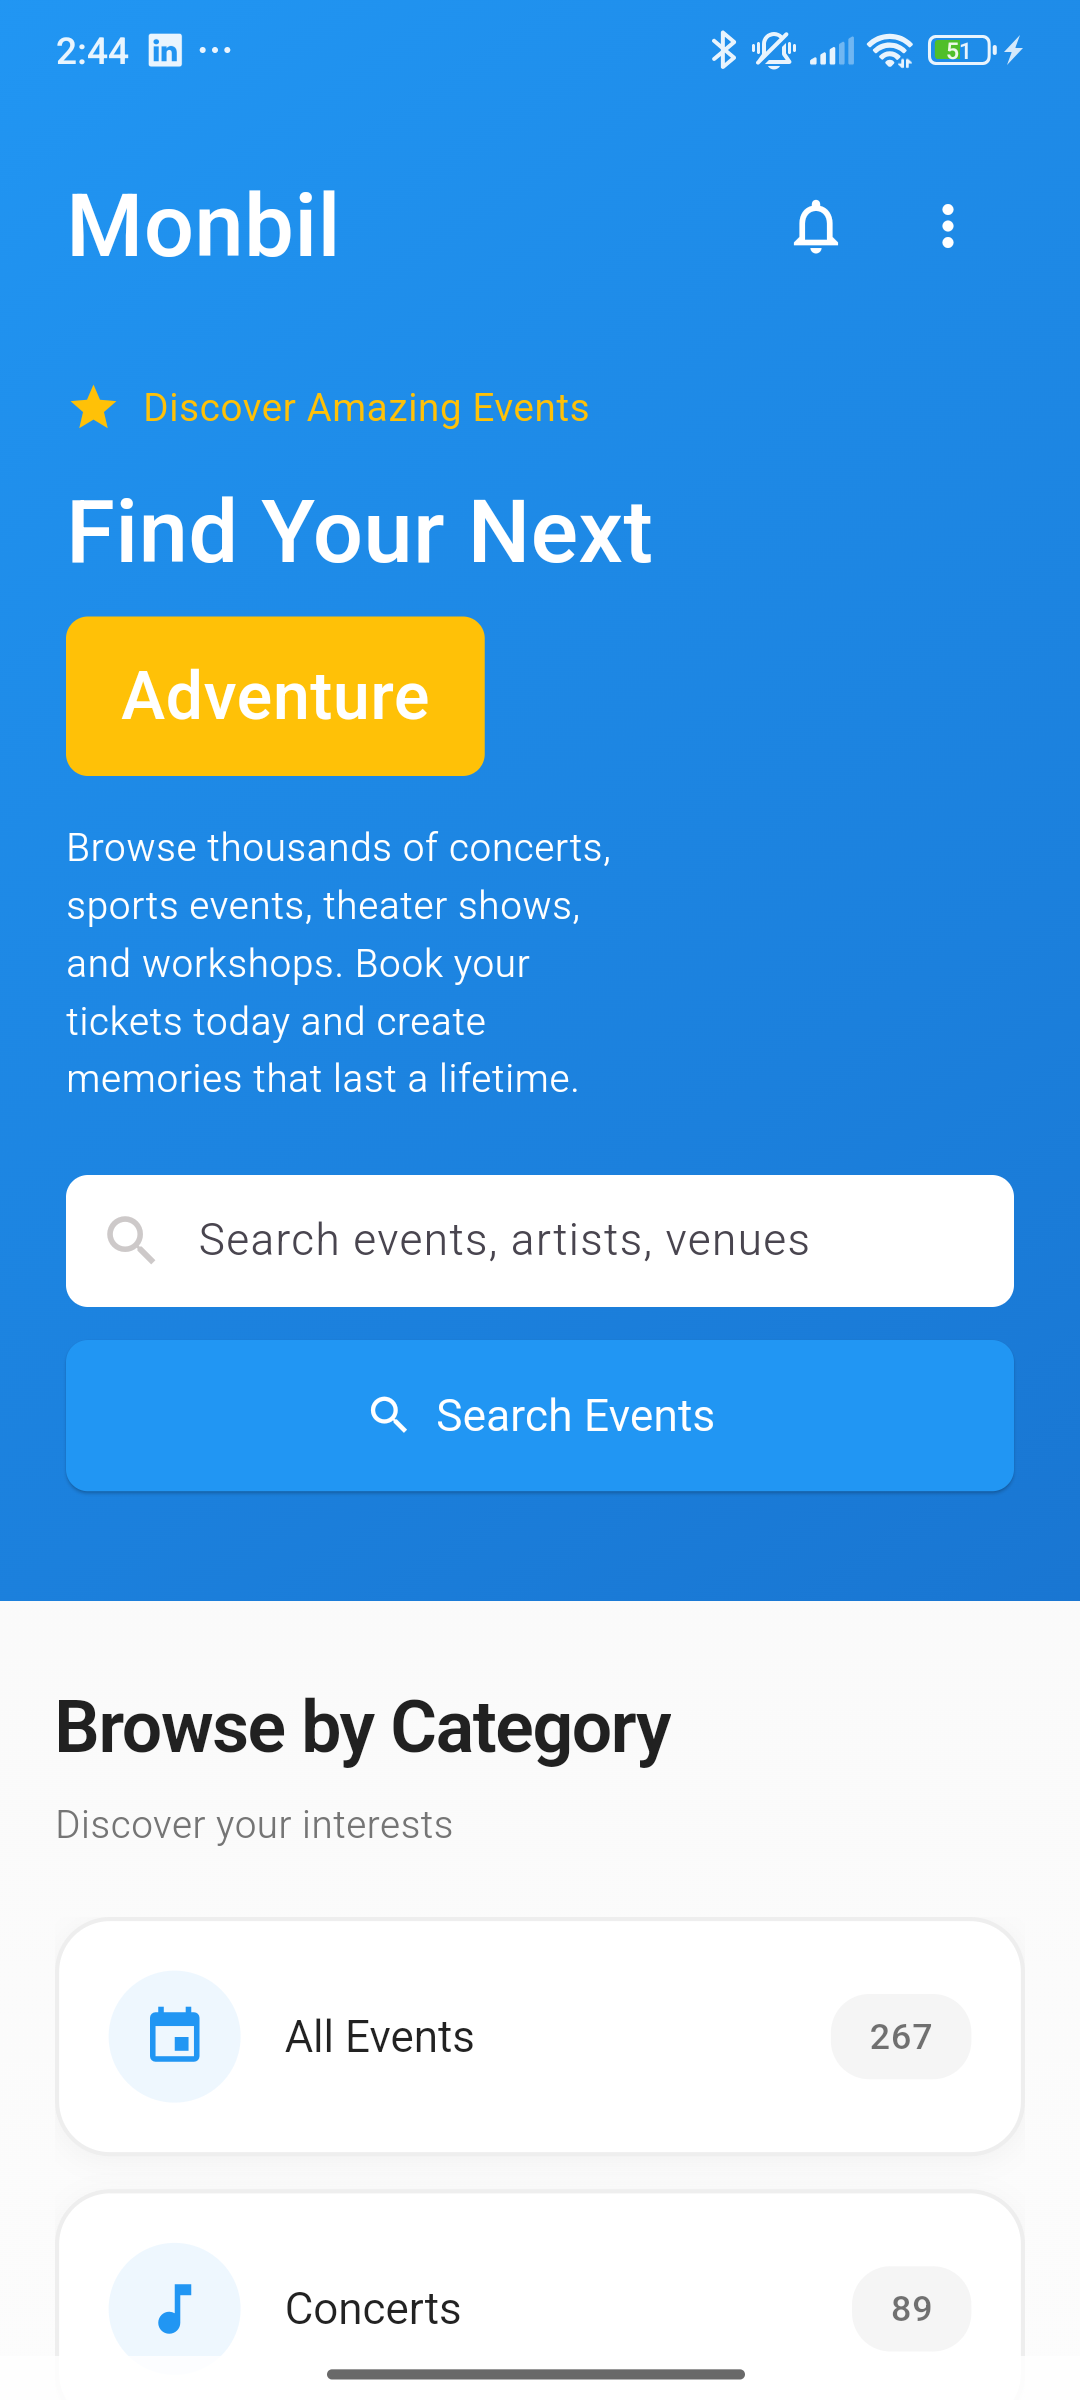 2:44
51
Monbil
Discover Amazing Events
Find Your Next
Adventure
Browse thousands of concerts,
sports events, theater shows,
and workshops. Book your
tickets today and create
memories that last a lifetime.
Search events, artists, venues
Search Events
Browse by Category
Discover your interests
All Events
267
Concerts
89